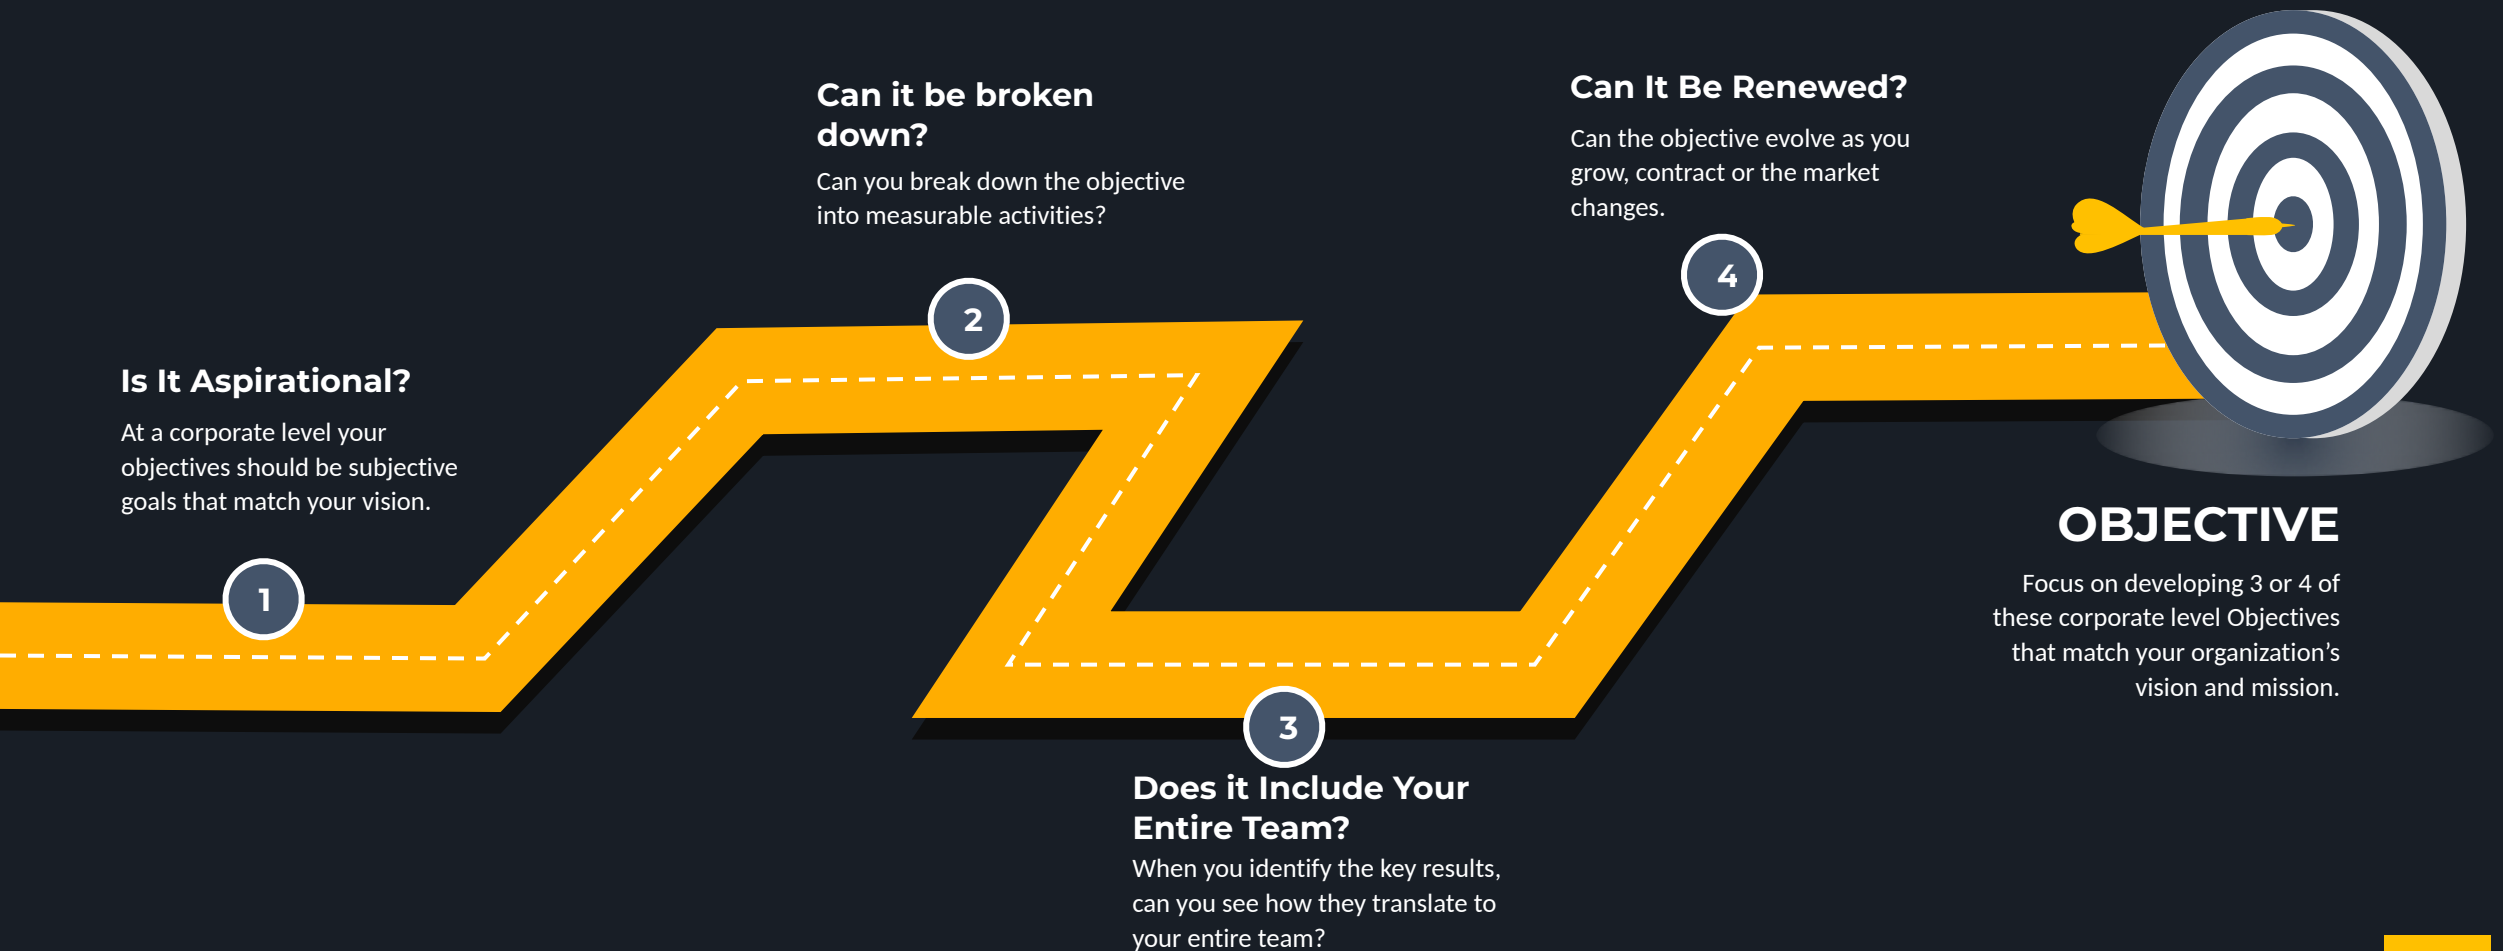 Is It Aspirational?
At a corporate level your
objectives should be subjective
goals that match your vision.
1
Can it be broken
down?
Can you break down the objective
into measurable activities?
2
3
Does it Include Your
Entire Team?
When you identify the key results,
can you see how they translate to
your entire team?
Can It Be Renewed?
Can the objective evolve as you
grow, contract or the market
changes.
4
OBJECTIVE
Focus on developing 3 or 4 of
these corporate level Objectives
that match your organization’s
vision and mission.